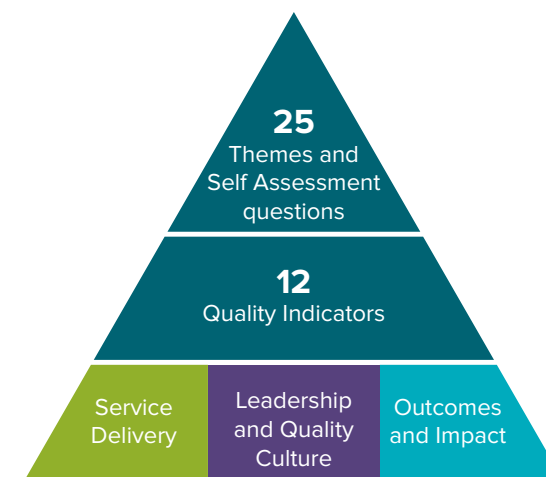 25
Themes and
Self Assessment
questions
12
Quality Indicators
Service
Delivery
Leadership
and Quality
Culture
Outcomes
and Impact